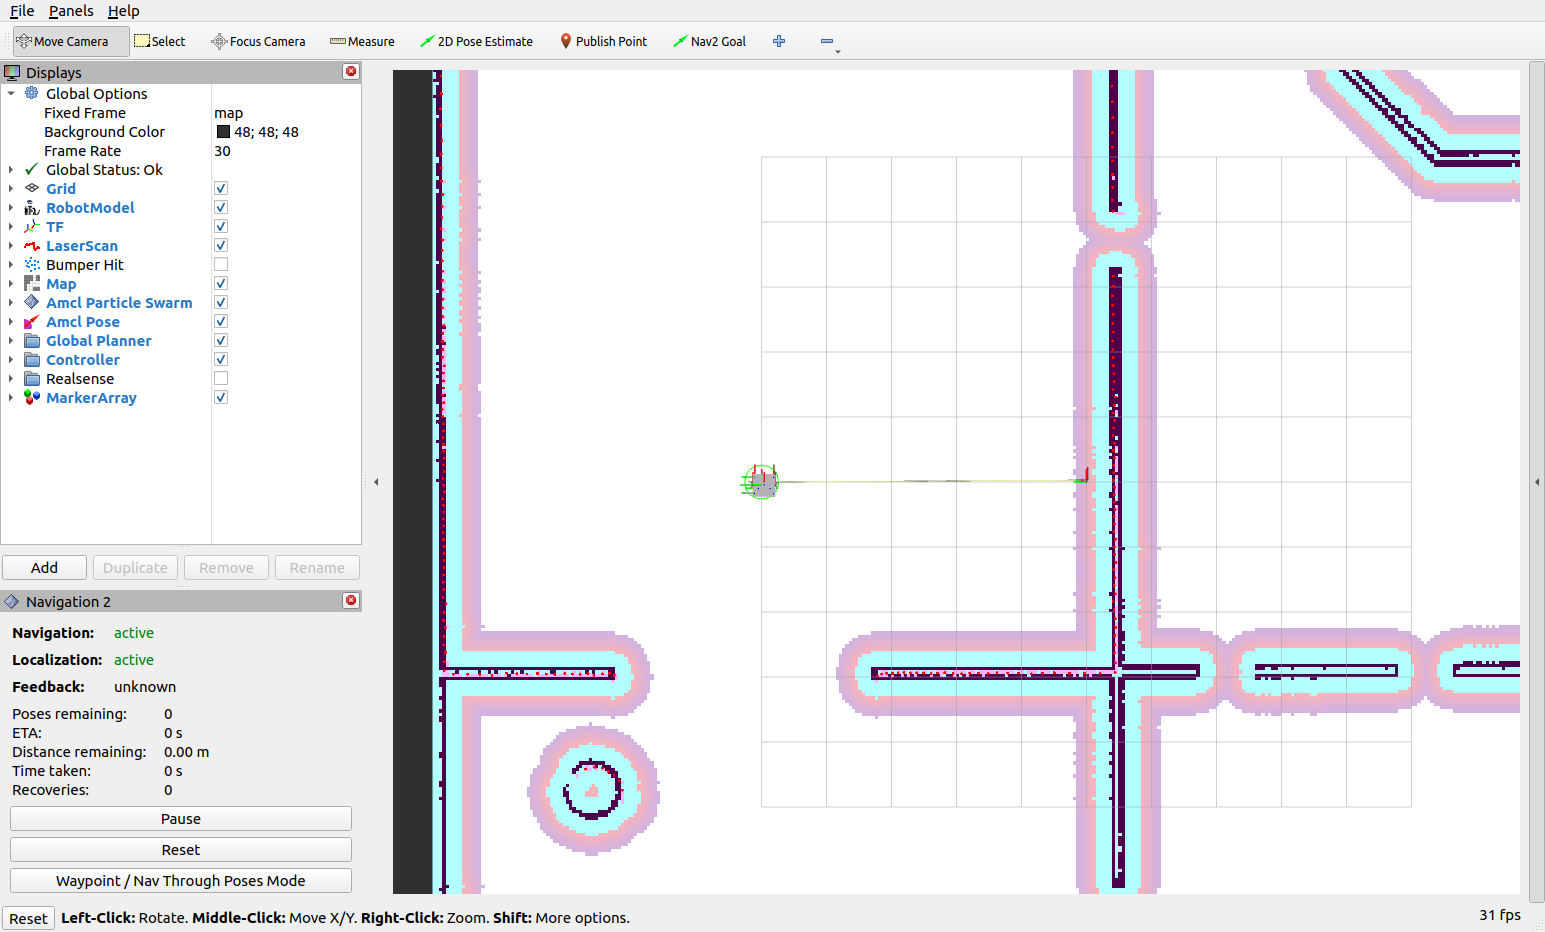 File Panels Help
Move Camera Select Focus Camera Measure 2D Pose Estimate Publish Point Nav2 Goal
Displays
Global Options
Fixed Frame map
Background Color 48; 48; 48
Frame Rate 30
Global Status: Ok
Grid
RobotModel
TF
LaserScan
Bumper Hit
Map
Amcl Particle Swarm
Amcl Pose
Global Planner
Controller
Realsense
MarkerArray
Add Duplicate Remove Rename
Navigation 2
Navigation: active
Localization: active
Feedback: unknown
Poses remaining: 0
ETA: 0 s
Distance remaining: 0.00 m
Time taken: 0 s
Recoveries: 0
Pause
Reset
Waypoint / Nav Through Poses Mode
Reset Left-Click: Rotate. Middle-Click: Move X/Y. Right-Click: Zoom. Shift: More options. 31 fps